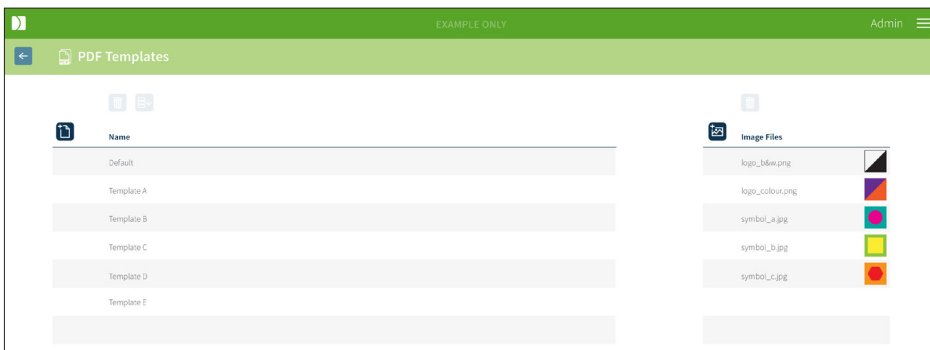 EXAMPLE ONLY
Admin
PDF Templates
Name
Default
Template A
Template B
Template C
Template D
Template E
Image Files
logo_b&w.png
logo_colour.png
symbol_a.jpg
symbol_b.jpg
symbol_c.jpg